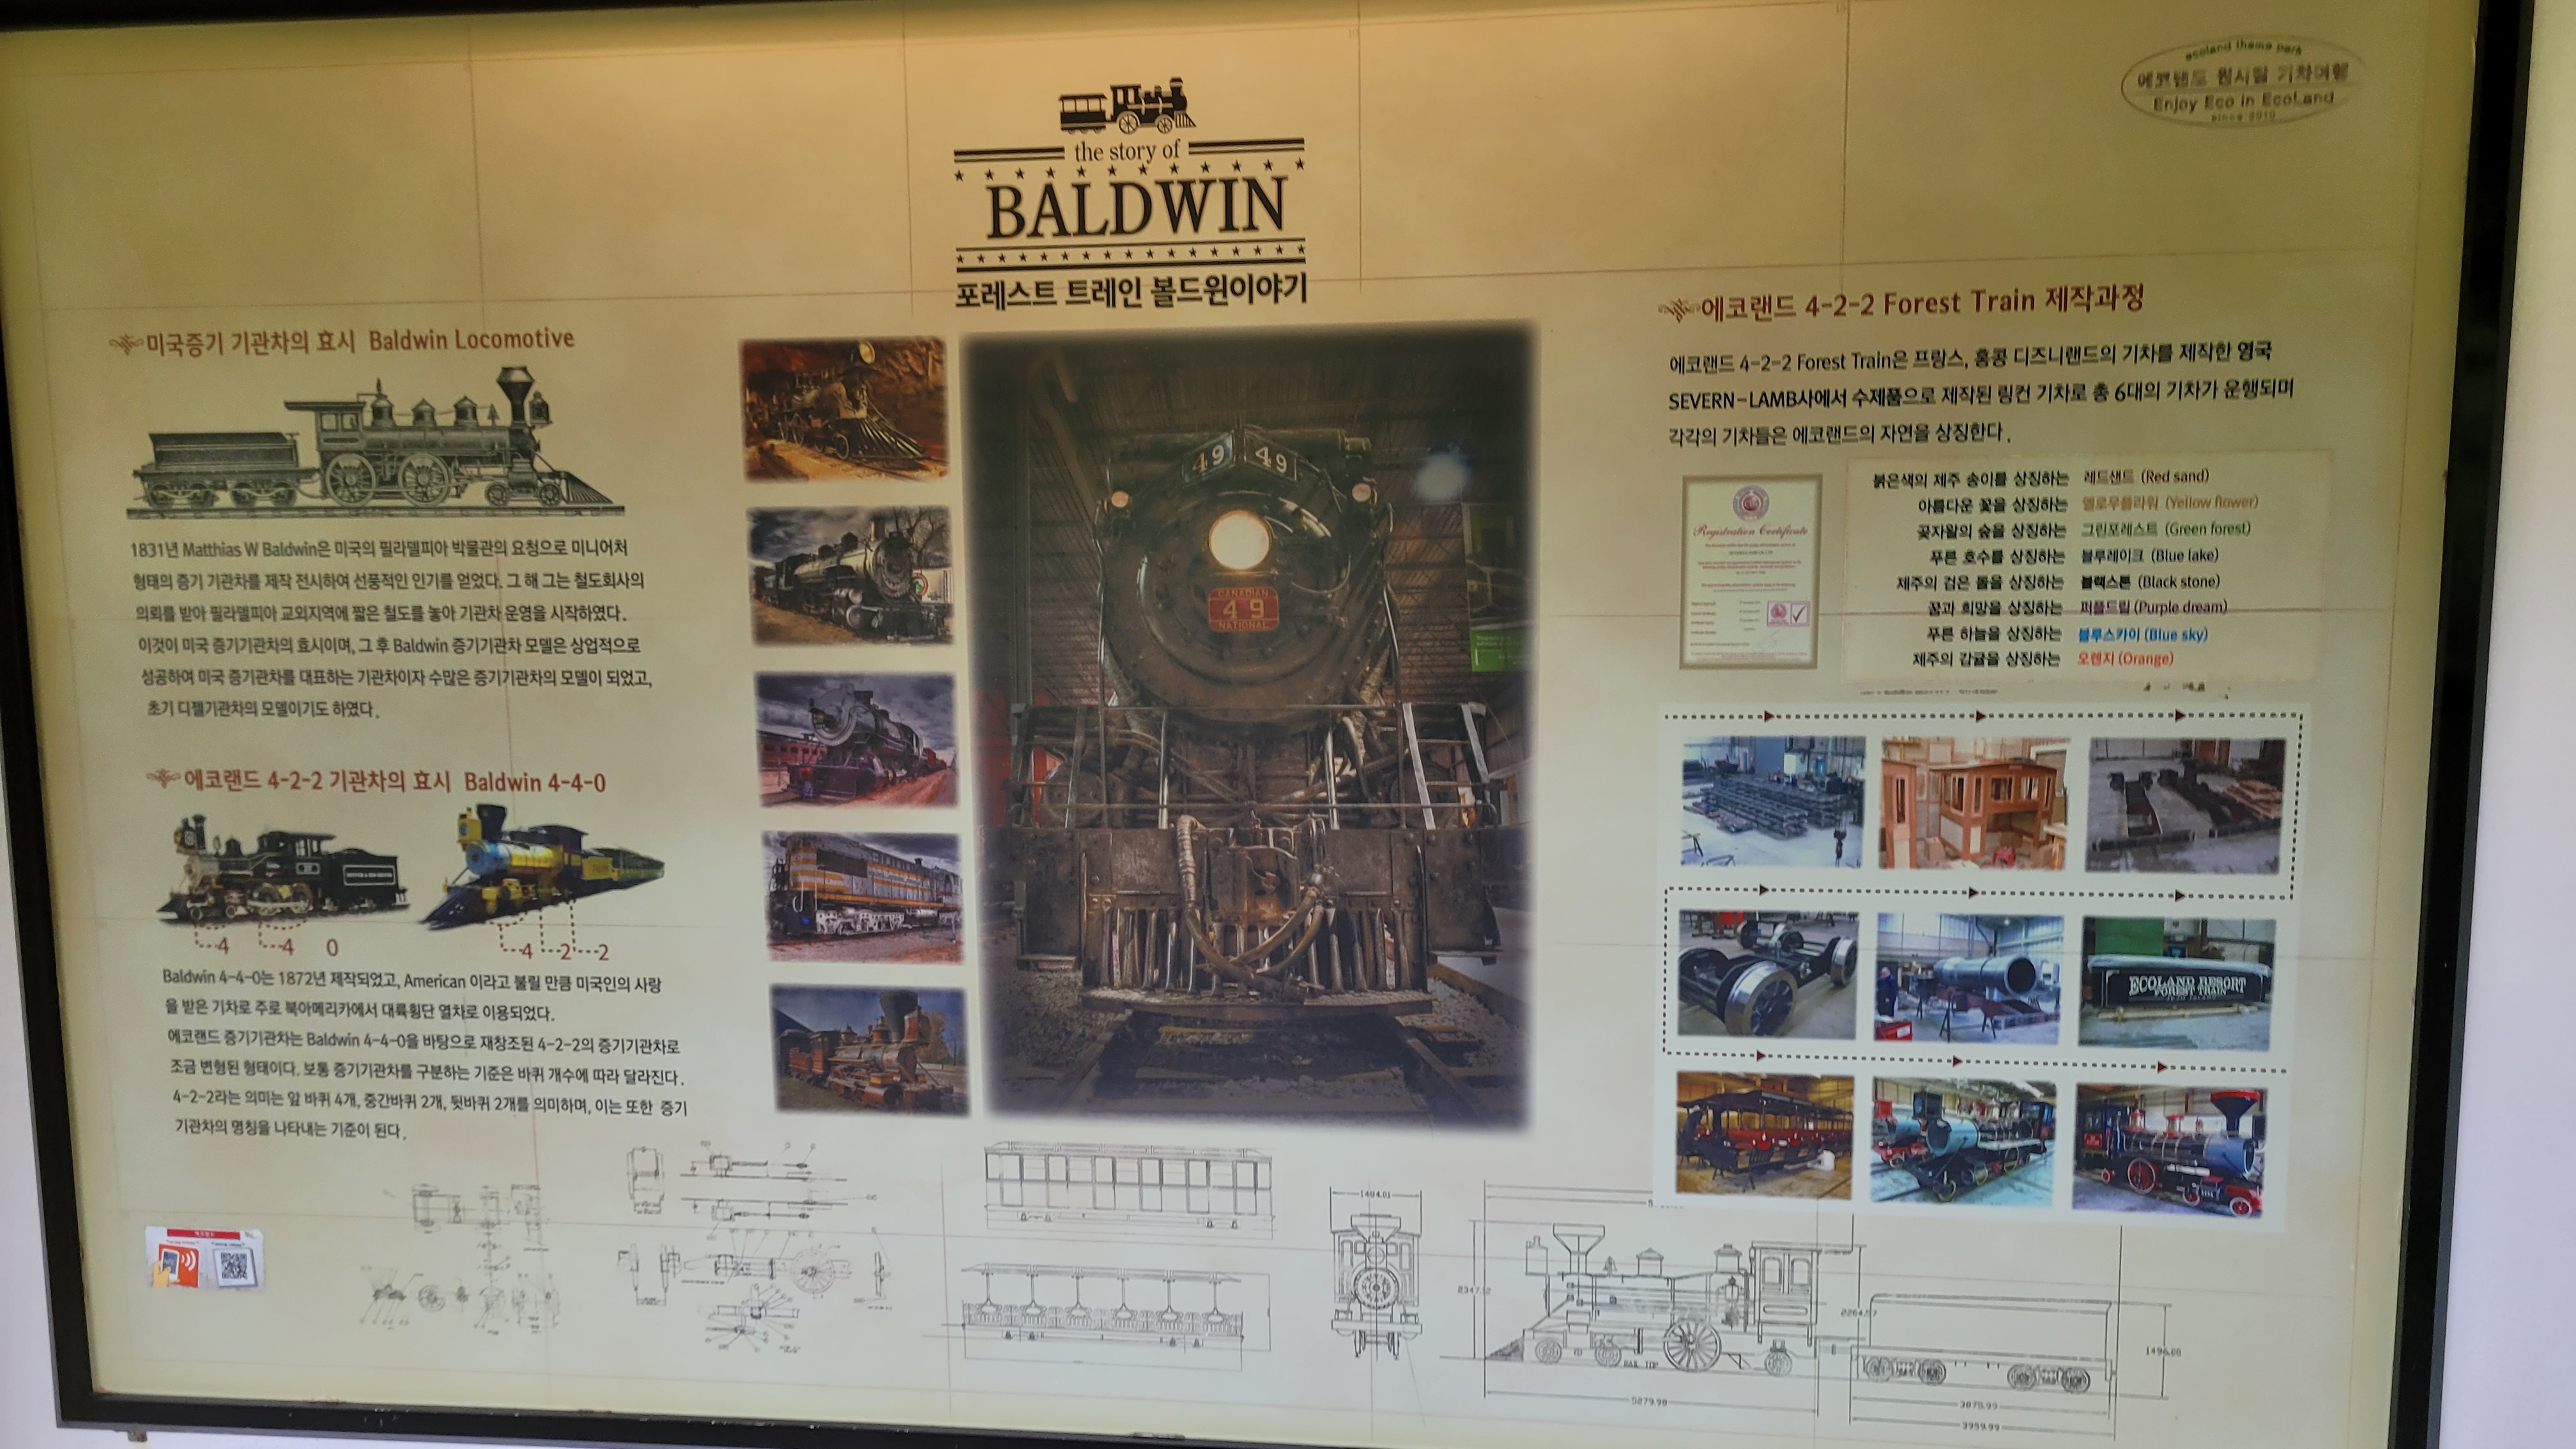 ecoland theme park
에코랜드 원시림 기차여행
Enjoy Eco in EcoLand
since 2010
the story of
BALDWIN
포레스트 트레인 볼드윈이야기
미국증기 기관차의 효시 Baldwin Locomotive
1831년 Matthias W Baldwin은 미국의 필라델피아 박물관의 요청으로 미니어처
형태의 증기 기관차를 제작 전시하여 선풍적인 인기를 얻었다. 그 해 그는 철도회사의
의뢰를 받아 필라델피아 교외지역에 짧은 철도를 놓아 기관차 운영을 시작하였다.
이것이 미국 증기기관차의 효시이며, 그 후 Baldwin 증기기관차 모델은 상업적으로
성공하여 미국 증기관차를 대표하는 기관차이자 수많은 증기기관차의 모델이 되었고,
초기 디젤기관차의 모델이기도 하였다.
에코랜드 4-2-2 기관차의 효시 Baldwin 4-4-0
4 4 0
4 2 2
Baldwin 4-4-0는 1872년 제작되었고, American 이라고 불릴 만큼 미국인의 사랑
을 받은 기차로 주로 북아메리카에서 대륙횡단 열차로 이용되었다.
에코랜드 증기기관차는 Baldwin 4-4-0을 바탕으로 재창조된 4-2-2의 증기기관차로
조금 변형된 형태이다. 보통 증기기관차를 구분하는 기준은 바퀴 개수에 따라 달라진다.
4-2-2라는 의미는 앞 바퀴 4개, 중간바퀴 2개, 뒷바퀴 2개를 의미하며, 이는 또한 증기
기관차의 명칭을 나타내는 기준이 된다.
49 49
CANADIAN
49
NATIONAL
에코랜드 4-2-2 Forest Train 제작과정
에코랜드 4-2-2 Forest Train은 프랑스, 홍콩 디즈니랜드의 기차를 제작한 영국
SEVERN-LAMB사에서 수제품으로 제작된 링컨 기차로 총 6대의 기차가 운행되며
각각의 기차들은 에코랜드의 자연을 상징한다.
Registration Certificate
붉은색의 제주 송이를 상징하는 레드샌드 (Red sand)
아름다운 꽃을 상징하는 옐로우플라워 (Yellow flower)
곶자왈의 숲을 상징하는 그린포레스트 (Green forest)
푸른 호수를 상징하는 블루레이크 (Blue lake)
제주의 검은 돌을 상징하는 블랙스톤 (Black stone)
꿈과 희망을 상징하는 퍼플드림 (Purple dream)
푸른 하늘을 상징하는 블루스카이 (Blue sky)
제주의 감귤을 상징하는 오렌지 (Orange)
ECOLAND RESORT
FOREST TRAIN
1484.01
RAIL TOP
5279.98
3875.99
3959.99